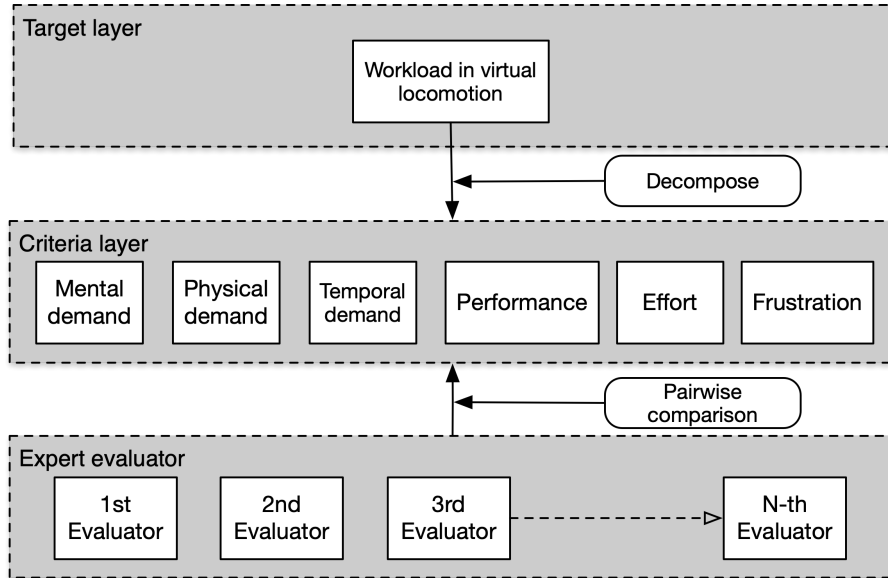 Target layer
Workload in virtual
locomotion
Decompose
Criteria layer
Mental
demand
Physical
demand
Temporal
demand
Performance
Effort
Frustration
Pairwise
comparison
Expert evaluator
1st
Evaluator
2nd
Evaluator
3rd
Evaluator
N-th
Evaluator